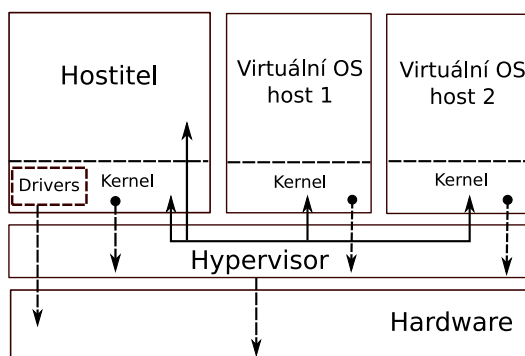 Hostitel
Virtuální OS
host 1
Virtuální OS
host 2
Drivers
Kernel
Kernel
Kernel
Hypervisor
Hardware